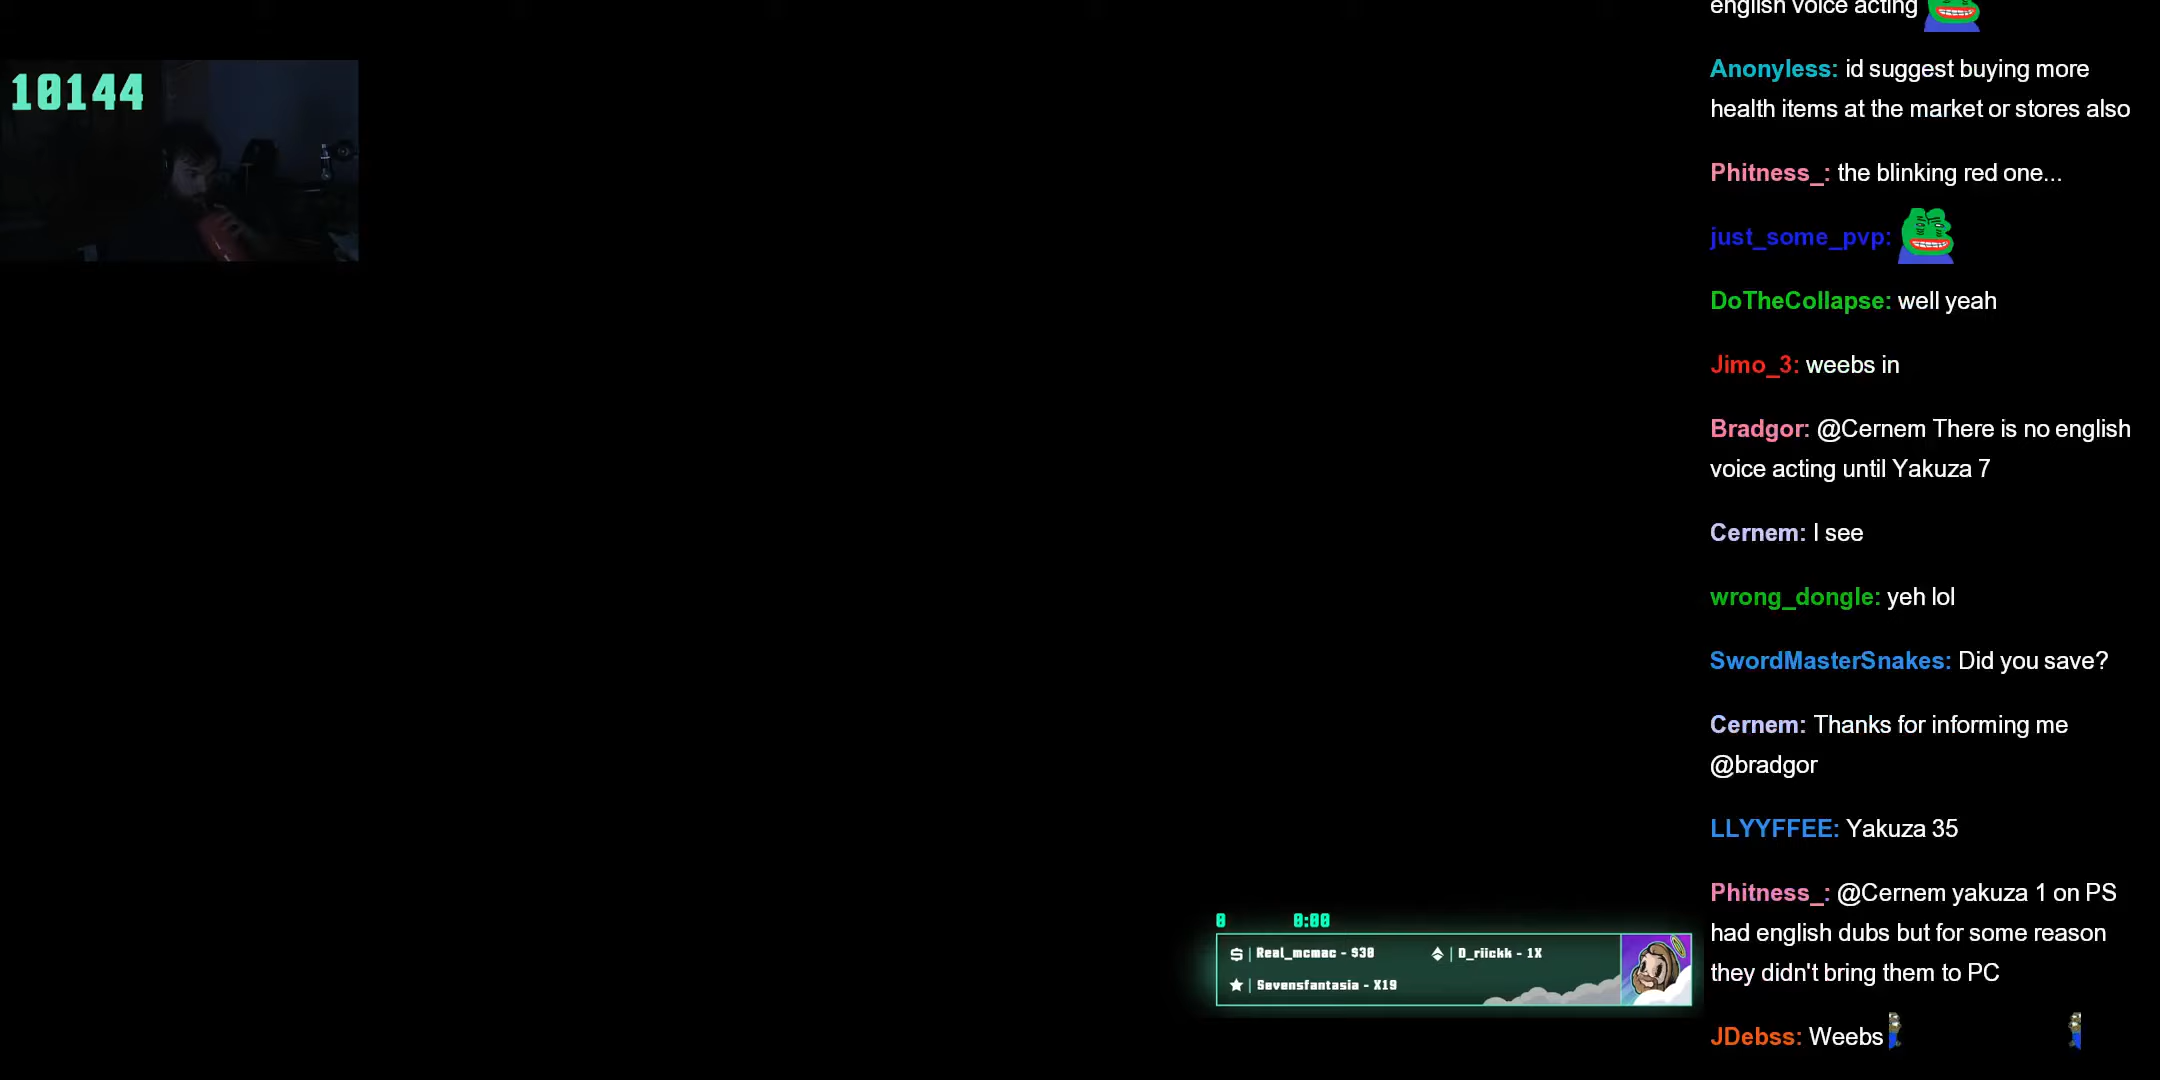 10144
english voice acting
Anonyless: id suggest buying more
health items at the market or stores also
Phitness_: the blinking red one...
just_some_pvp:
DoTheCollapse: well yeah
Jimo_3: weebs in
Bradgor: @Cernem There is no english
voice acting until Yakuza 7
Cernem: I see
wrong_dongle: yeh lol
SwordMasterSnakes: Did you save?
Cernem: Thanks for informing me
@bradgor
LLYYFFEE: Yakuza 35
Phitness_: @Cernem yakuza 1 on PS
had english dubs but for some reason
they didn't bring them to PC
JDebss: Weebs
0 0:00
$ | Real_mcmac - $30
| D_riickk - 1X
| Sevensfantasia - X19